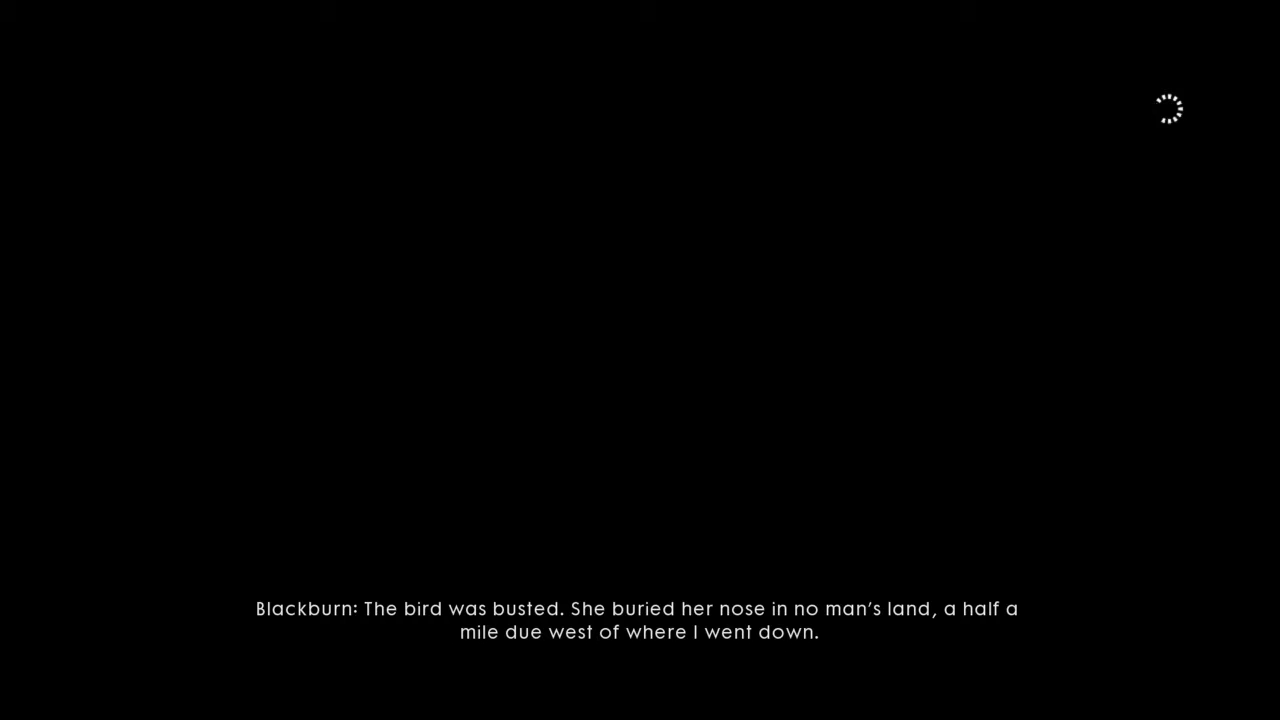 Blackburn: The bird was busted. She buried her nose in no man's land, a half a
mile due west of where I went down.